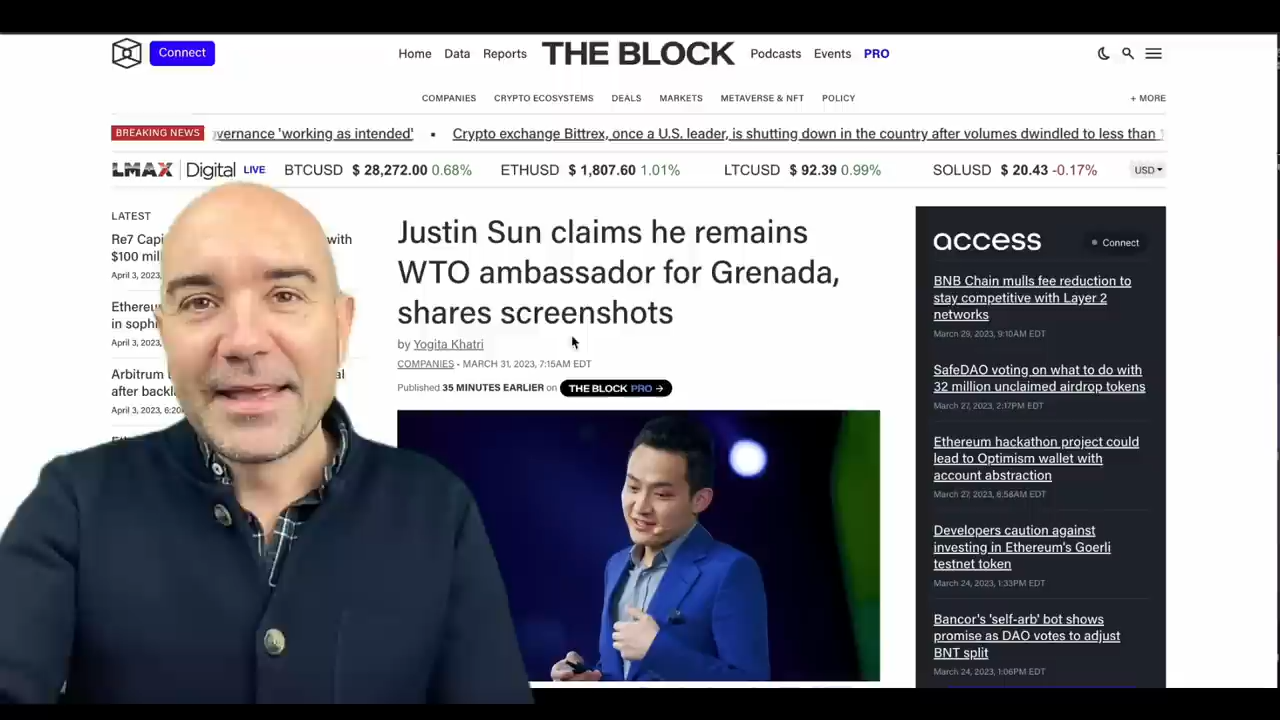 Connect
Home Data Reports THE BLOCK Podcasts Events PRO
COMPANIES CRYPTO ECOSYSTEMS DEALS MARKETS METAVERSE & NFT POLICY + MORE
BREAKING NEWS vernance 'working as intended' • Crypto exchange Bittrex, once a U.S. leader, is shutting down in the country after volumes dwindled to less than
LMAX Digital LIVE BTCUSD $ 28,272.00 0.68% ETHUSD $ 1,807.60 1.01% LTCUSD $ 92.39 0.99% SOLUSD $ 20.43 -0.17% USD
LATEST
Re7 Capi with
$100 mil
April 3, 2023,
Ethereu
in sophi
April 3, 2023,
Arbitrum al
after backl
April 3, 2023, 6:20
Justin Sun claims he remains
WTO ambassador for Grenada,
shares screenshots
by Yogita Khatri
COMPANIES • MARCH 31, 2023, 7:15AM EDT
Published 35 MINUTES EARLIER on THE BLOCK PRO →
access Connect
BNB Chain mulls fee reduction to
stay competitive with Layer 2
networks
March 29, 2023, 9:10AM EDT
SafeDAO voting on what to do with
32 million unclaimed airdrop tokens
March 27, 2023, 2:17PM EDT
Ethereum hackathon project could
lead to Optimism wallet with
account abstraction
March 27, 2023, 6:58AM EDT
Developers caution against
investing in Ethereum's Goerli
testnet token
March 24, 2023, 1:33PM EDT
Bancor's 'self-arb' bot shows
promise as DAO votes to adjust
BNT split
March 24, 2023, 1:06PM EDT